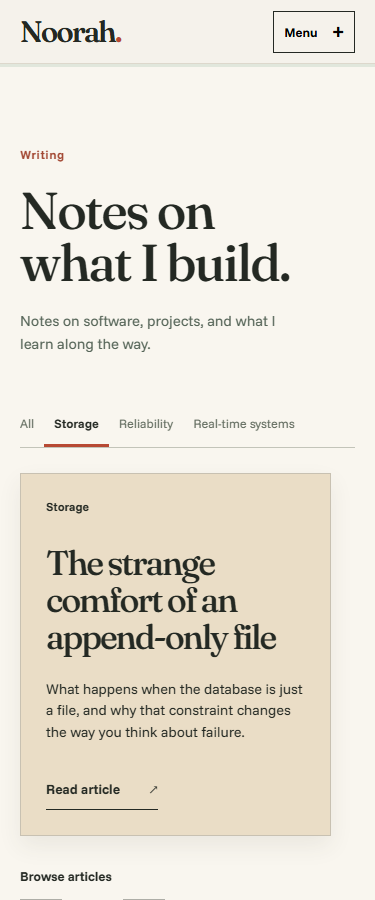 Noorah.
Menu +
Writing
Notes on
what I build.
Notes on software, projects, and what I
learn along the way.
All Storage Reliability Real-time systems
Storage
The strange
comfort of an
append-only file
What happens when the database is just
a file, and why that constraint changes
the way you think about failure.
Read article ↗
Browse articles